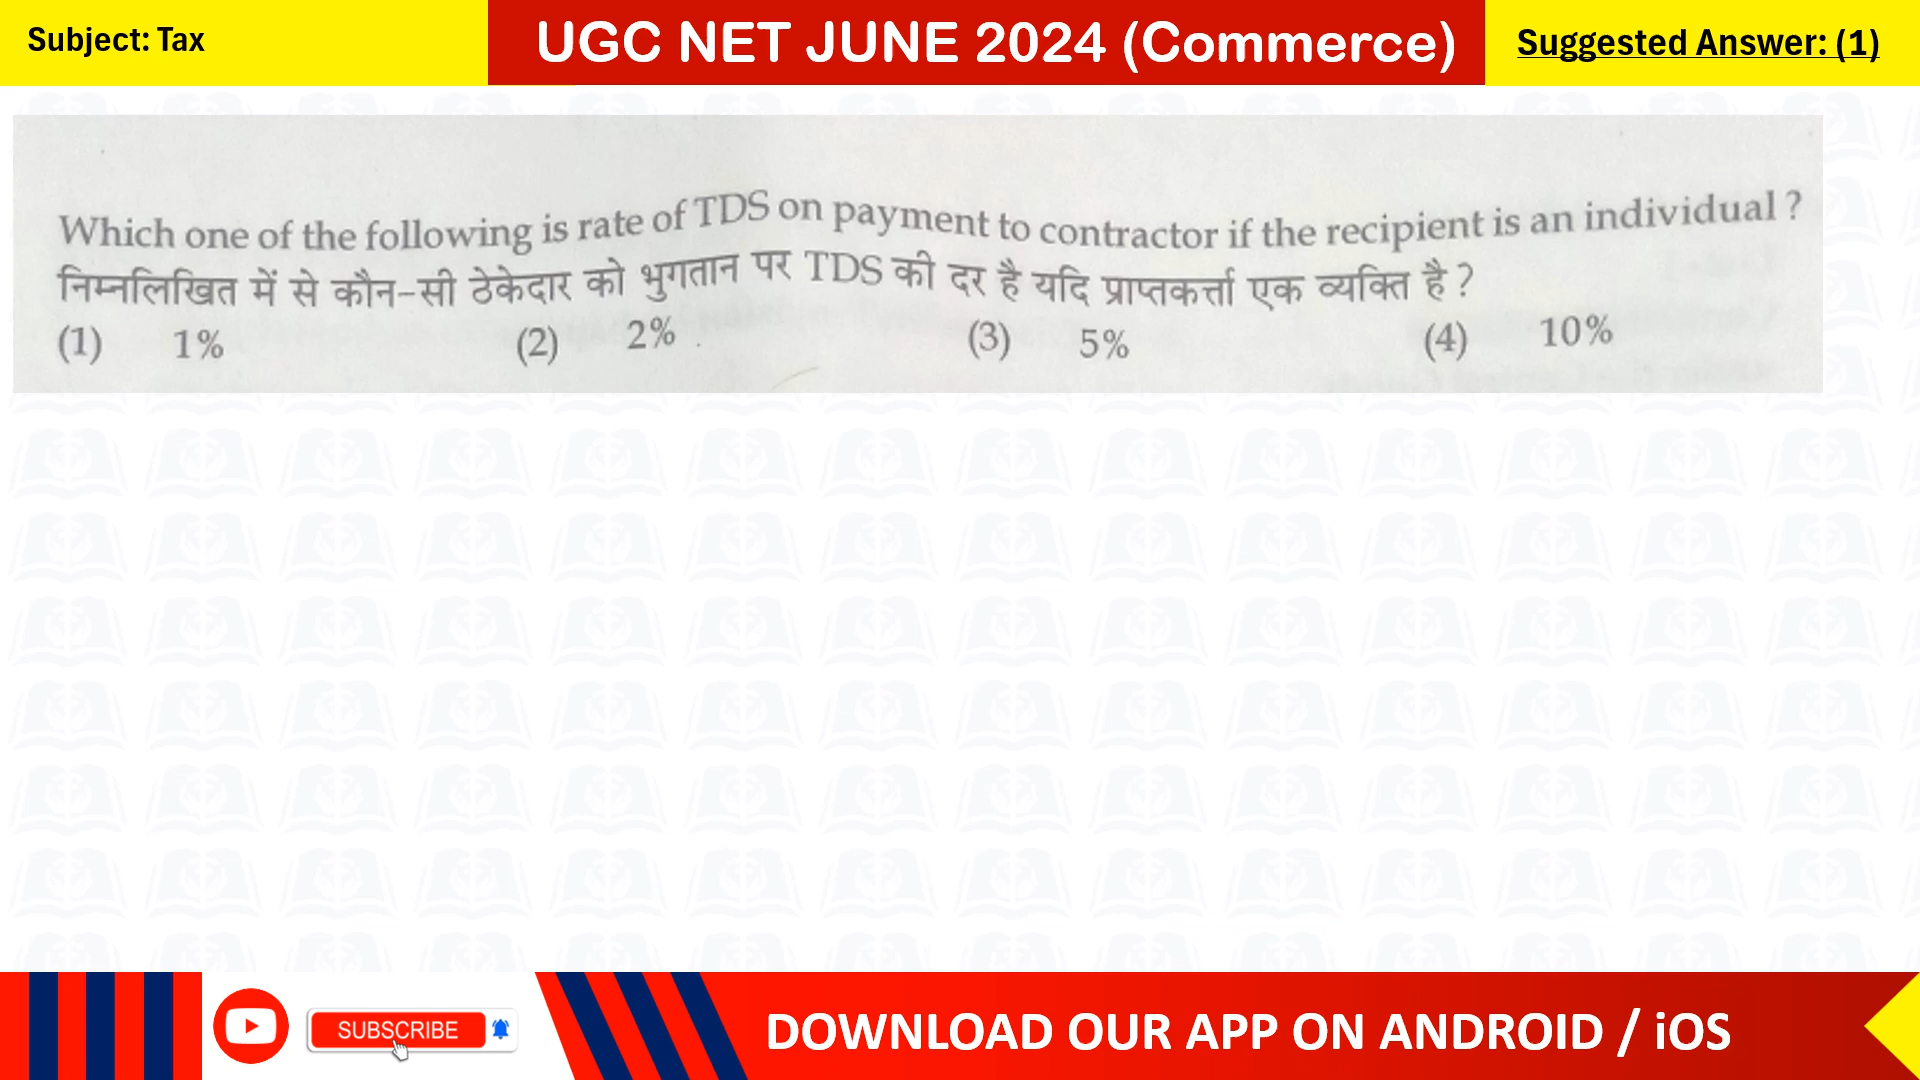 Subject: Tax
UGC NET JUNE 2024 (Commerce)
Suggested Answer: (1)
Which one of the following is rate of TDS on payment to contractor if the recipient is an individual ?
निम्नलिखित में से कौन-सी ठेकेदार को भुगतान पर TDS की दर है यदि प्राप्तकर्त्ता एक व्यक्ति है ?
(1) 1% (2) 2% (3) 5% (4) 10%
SUBSCRIBE
DOWNLOAD OUR APP ON ANDROID / iOS